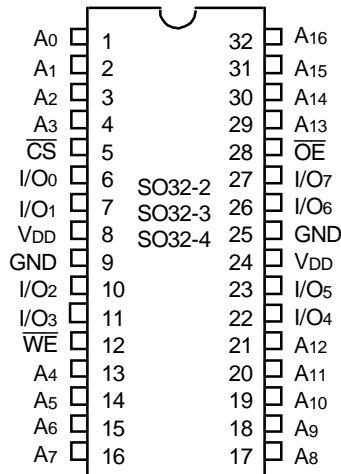 A0 1 32 A16
A1 2 31 A15
A2 3 30 A14
A3 4 29 A13
CS 5 28 OE
I/O0 6 SO32-2 27 I/O7
I/O1 7 SO32-3 26 I/O6
VDD 8 SO32-4 25 GND
GND 9 24 VDD
I/O2 10 23 I/O5
I/O3 11 22 I/O4
WE 12 21 A12
A4 13 20 A11
A5 14 19 A10
A6 15 18 A9
A7 16 17 A8